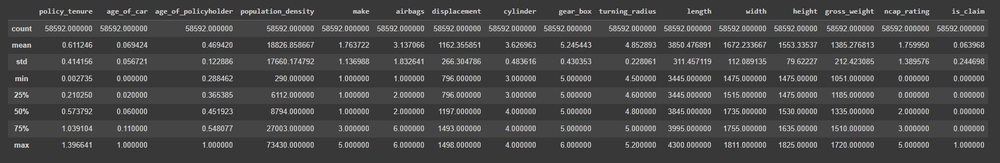 policy_tenure age_of_car age_of_policyholder population_density make airbags displacement cylinder gear_box turning_radius length width height gross_weight ncap_rating is_claim
count 58592.000000 58592.000000 58592.000000 58592.000000 58592.000000 58592.000000 58592.000000 58592.000000 58592.000000 58592.000000 58592.000000 58592.000000 58592.00000 58592.000000 58592.000000 58592.000000
mean 0.611246 0.069424 0.469420 18826.858667 1.763722 3.137066 1162.355851 3.626963 5.245443 4.852893 3850.476891 1672.233667 1553.33537 1385.276813 1.759950 0.063968
std 0.414156 0.056721 0.122886 17660.174792 1.136988 1.832641 266.304786 0.483616 0.430353 0.228061 311.457119 112.089135 79.62227 212.423085 1.389576 0.244698
min 0.002735 0.000000 0.288462 290.000000 1.000000 1.000000 796.000000 3.000000 5.000000 4.500000 3445.000000 1475.000000 1475.00000 1051.000000 0.000000 0.000000
25% 0.210250 0.020000 0.365385 6112.000000 1.000000 2.000000 796.000000 3.000000 5.000000 4.600000 3445.000000 1515.000000 1475.00000 1185.000000 0.000000 0.000000
50% 0.573792 0.060000 0.451923 8794.000000 1.000000 2.000000 1197.000000 4.000000 5.000000 4.800000 3845.000000 1735.000000 1530.00000 1335.000000 2.000000 0.000000
75% 1.039104 0.110000 0.548077 27003.000000 3.000000 6.000000 1493.000000 4.000000 5.000000 5.000000 3995.000000 1755.000000 1635.00000 1510.000000 3.000000 0.000000
max 1.396641 1.000000 1.000000 73430.000000 5.000000 6.000000 1498.000000 4.000000 6.000000 5.200000 4300.000000 1811.000000 1825.00000 1720.000000 5.000000 1.000000